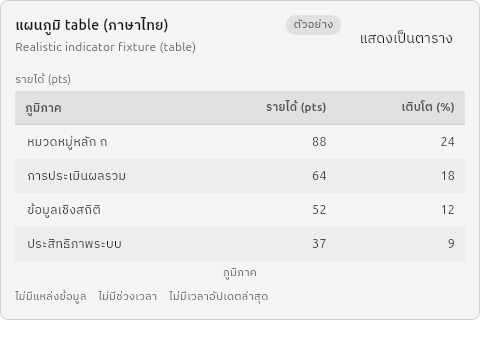 แผนภูมิ table (ภาษาไทย)
ตัวอย่าง
แสดงเป็นตาราง
Realistic indicator fixture (table)
รายได้ (pts)
ภูมิภาค รายได้ (pts) เติบโต (%)
หมวดหมู่หลัก ก 88 24
การประเมินผลรวม 64 18
ข้อมูลเชิงสถิติ 52 12
ประสิทธิภาพระบบ 37 9
ภูมิภาค
ไม่มีแหล่งข้อมูล ไม่มีช่วงเวลา ไม่มีเวลาอัปเดตล่าสุด